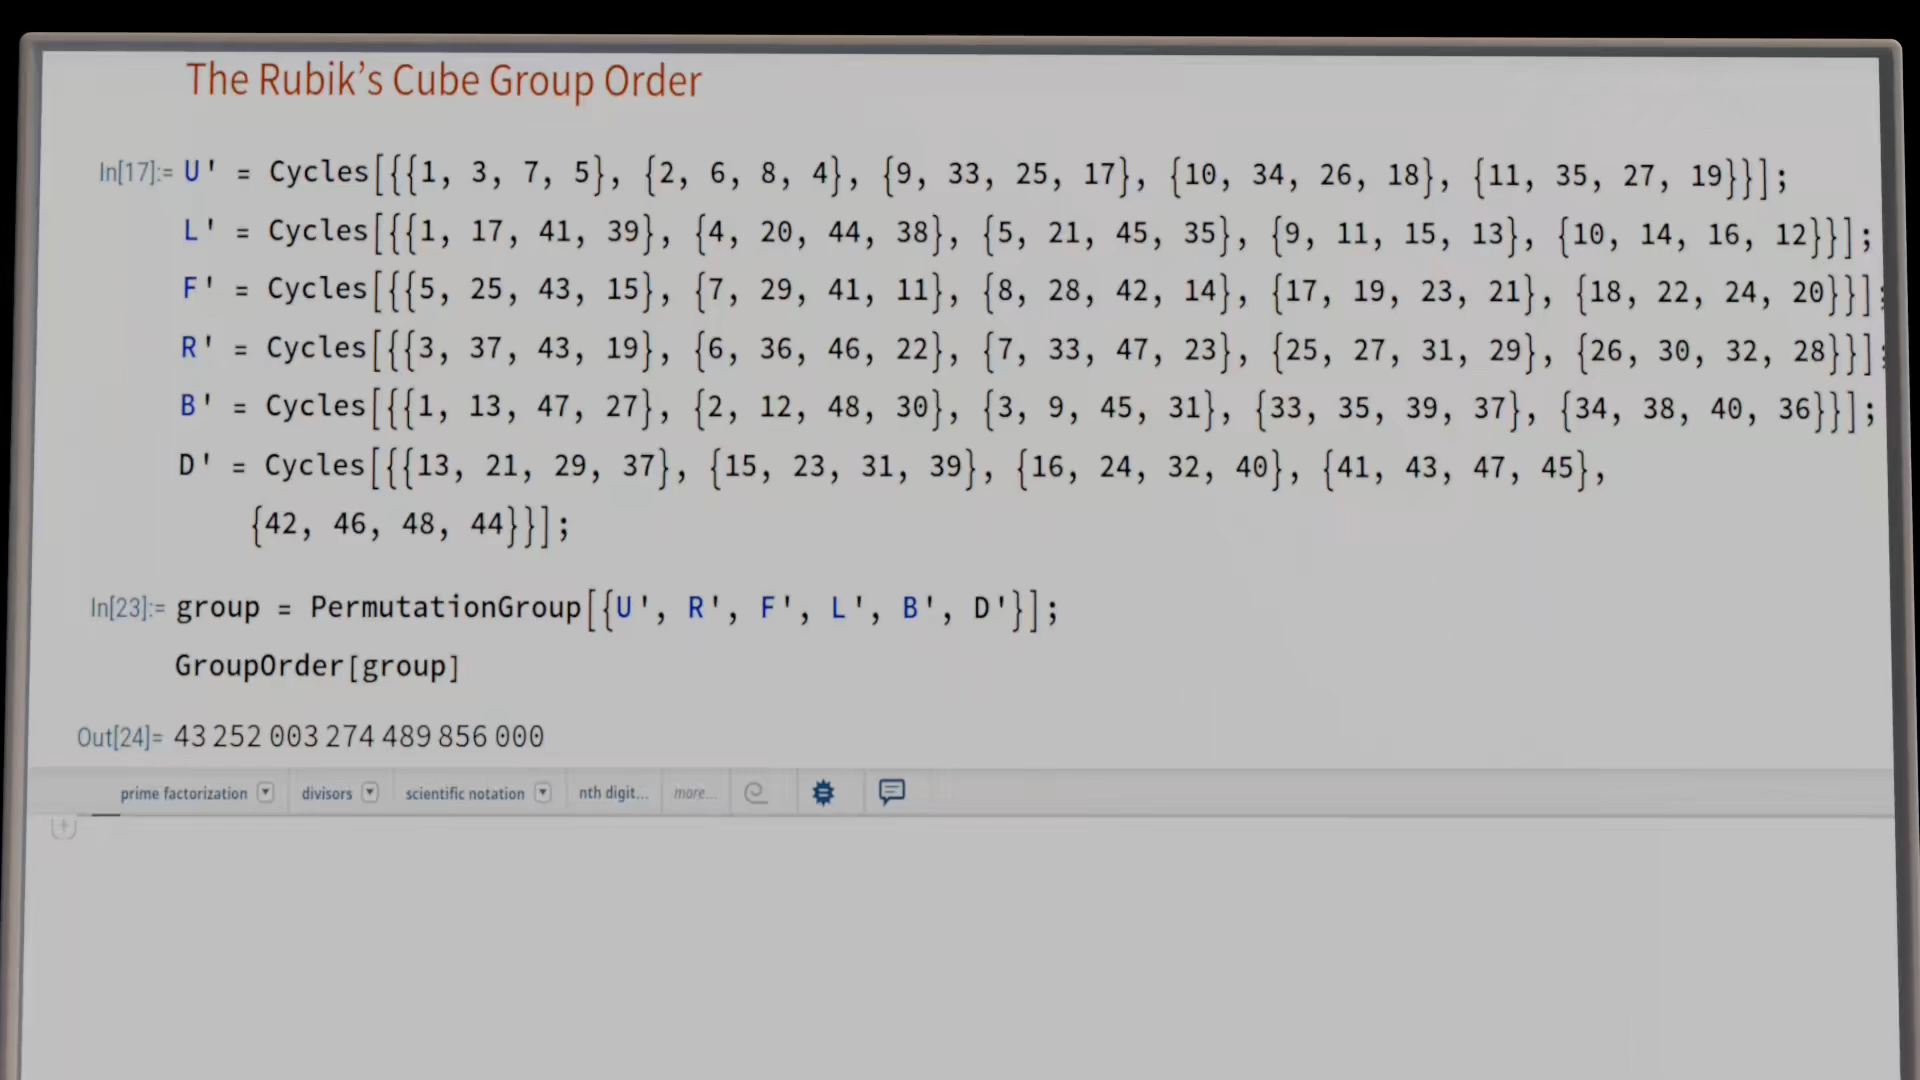 The Rubik's Cube Group Order
In[17]:= U' = Cycles[{{1, 3, 7, 5}, {2, 6, 8, 4}, {9, 33, 25, 17}, {10, 34, 26, 18}, {11, 35, 27, 19}}];
L' = Cycles[{{1, 17, 41, 39}, {4, 20, 44, 38}, {5, 21, 45, 35}, {9, 11, 15, 13}, {10, 14, 16, 12}}];
F' = Cycles[{{5, 25, 43, 15}, {7, 29, 41, 11}, {8, 28, 42, 14}, {17, 19, 23, 21}, {18, 22, 24, 20}}];
R' = Cycles[{{3, 37, 43, 19}, {6, 36, 46, 22}, {7, 33, 47, 23}, {25, 27, 31, 29}, {26, 30, 32, 28}}];
B' = Cycles[{{1, 13, 47, 27}, {2, 12, 48, 30}, {3, 9, 45, 31}, {33, 35, 39, 37}, {34, 38, 40, 36}}];
D' = Cycles[{{13, 21, 29, 37}, {15, 23, 31, 39}, {16, 24, 32, 40}, {41, 43, 47, 45},
{42, 46, 48, 44}}];
In[23]:= group = PermutationGroup[{U', R', F', L', B', D'}];
GroupOrder[group]
Out[24]= 43 252 003 274 489 856 000
prime factorization divisors scientific notation nth digit... more...